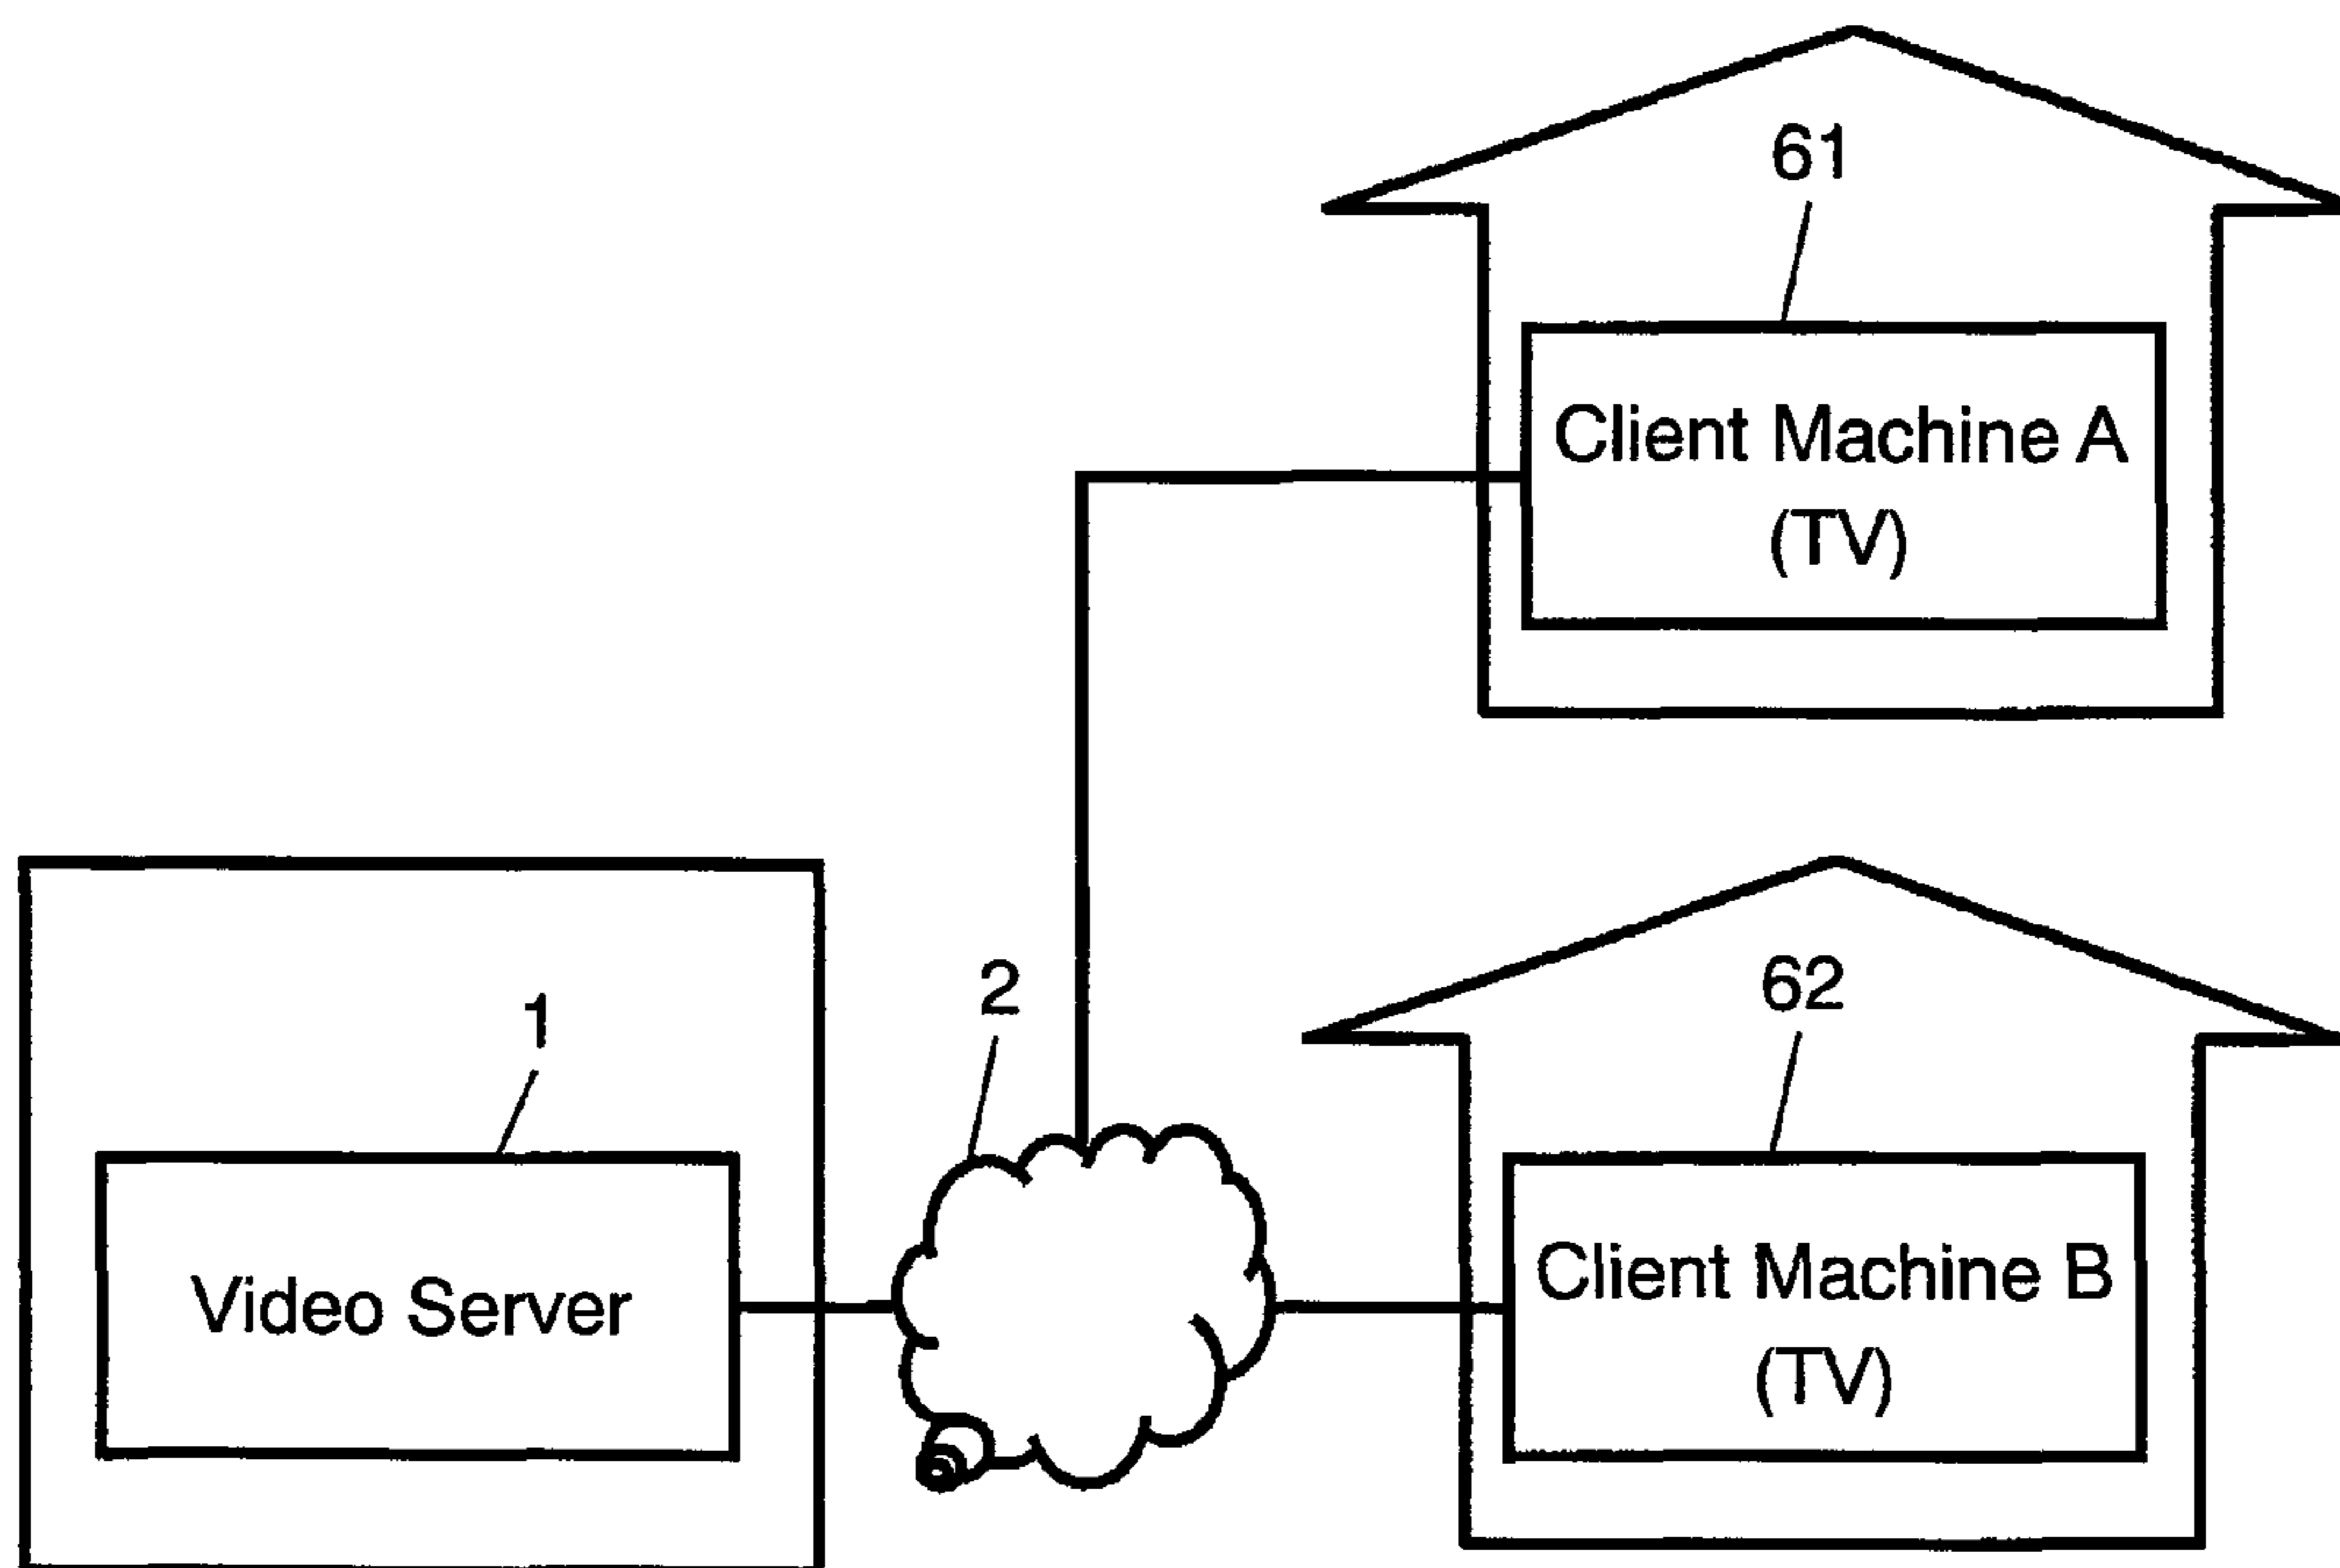 61
Client Machine A
(TV)
2
62
1
Client Machine B
(TV)
Video Server